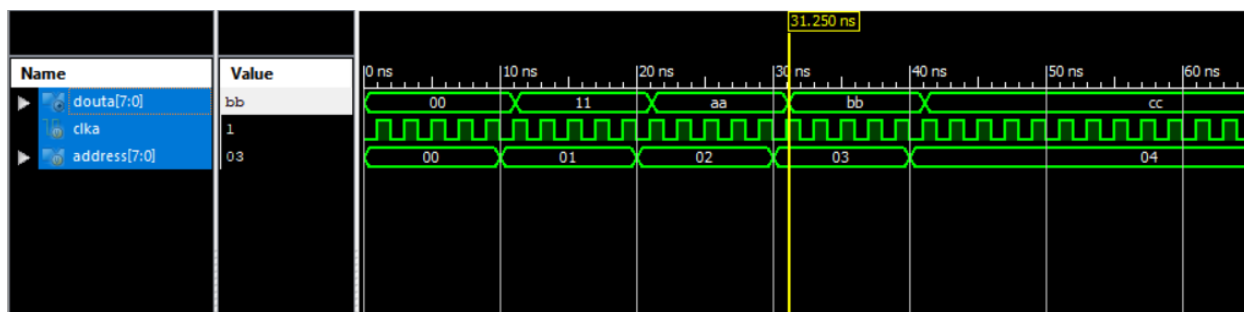 31.250 ns
Name Value 0 ns 10 ns 20 ns 30 ns 40 ns 50 ns 60 ns
douta[7:0] bb 00 11 aa bb cc
clka 1
address[7:0] 03 00 01 02 03 04